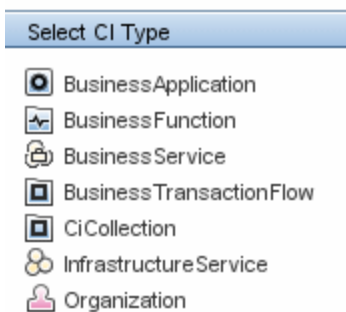 Select CI Type
BusinessApplication
BusinessFunction
BusinessService
BusinessTransactionFlow
CiCollection
InfrastructureService
Organization